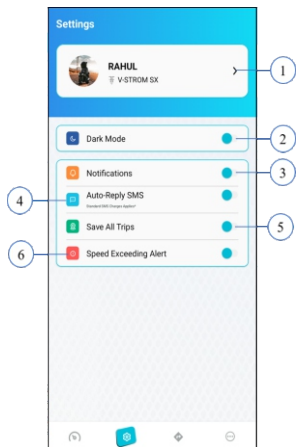 Settings
RAHUL
V-STROM SX
1
Dark Mode
2
Notifications
3
Auto-Reply SMS
Standard SMS Charges Applied*
4
Save All Trips
5
Speed Exceeding Alert
6